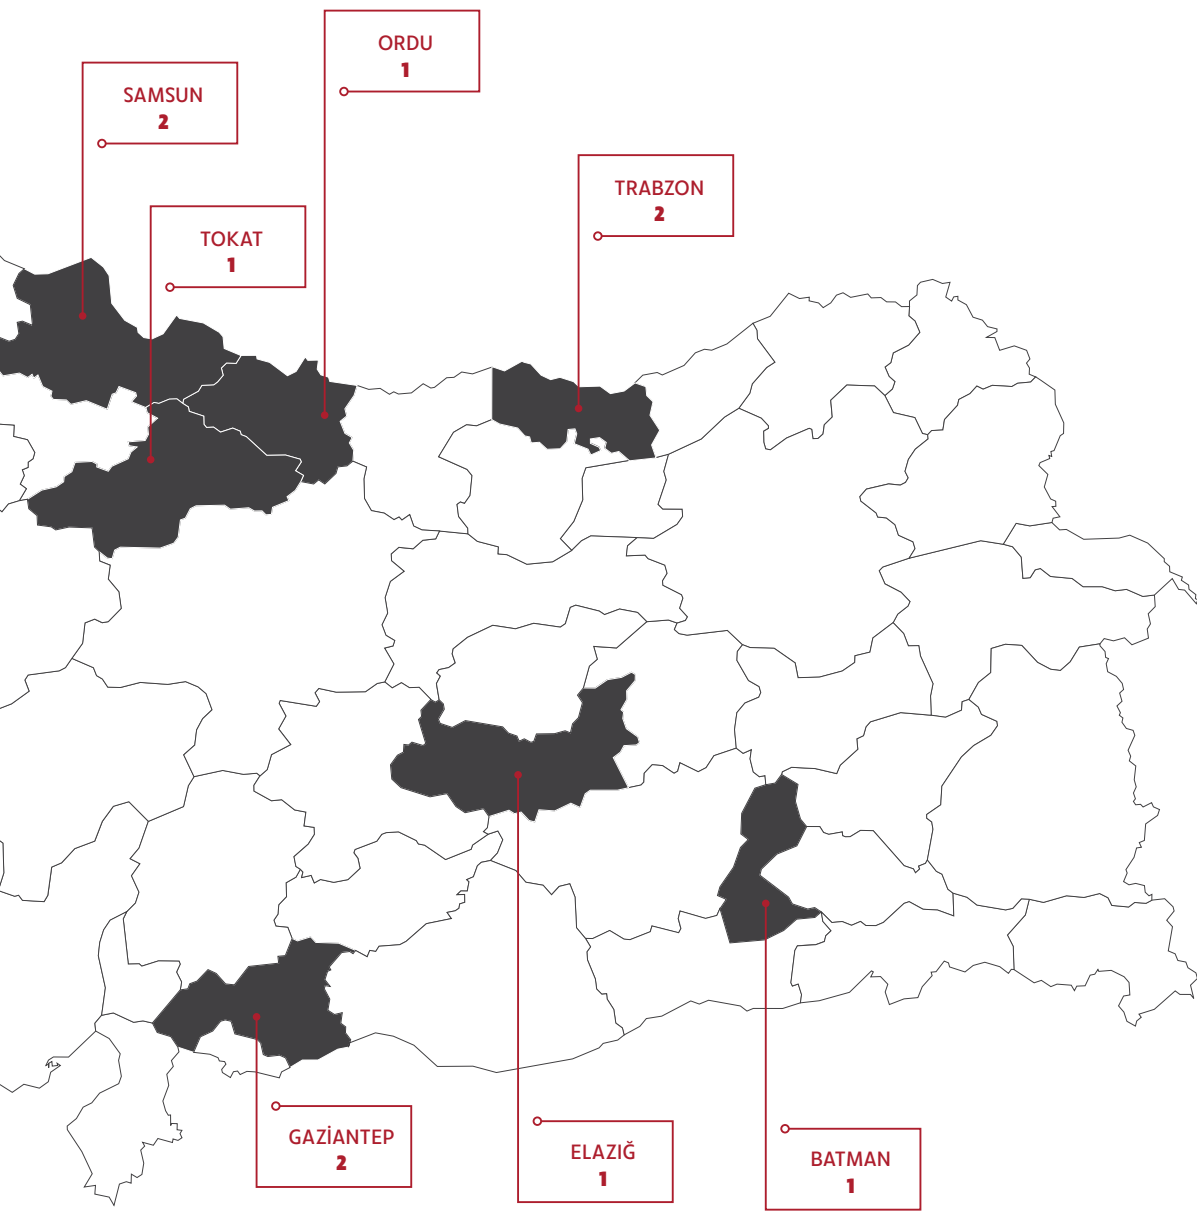 ORDU
1
SAMSUN
2
TRABZON
2
TOKAT
1
GAZİANTEP
2
ELAZIĞ
1
BATMAN
1